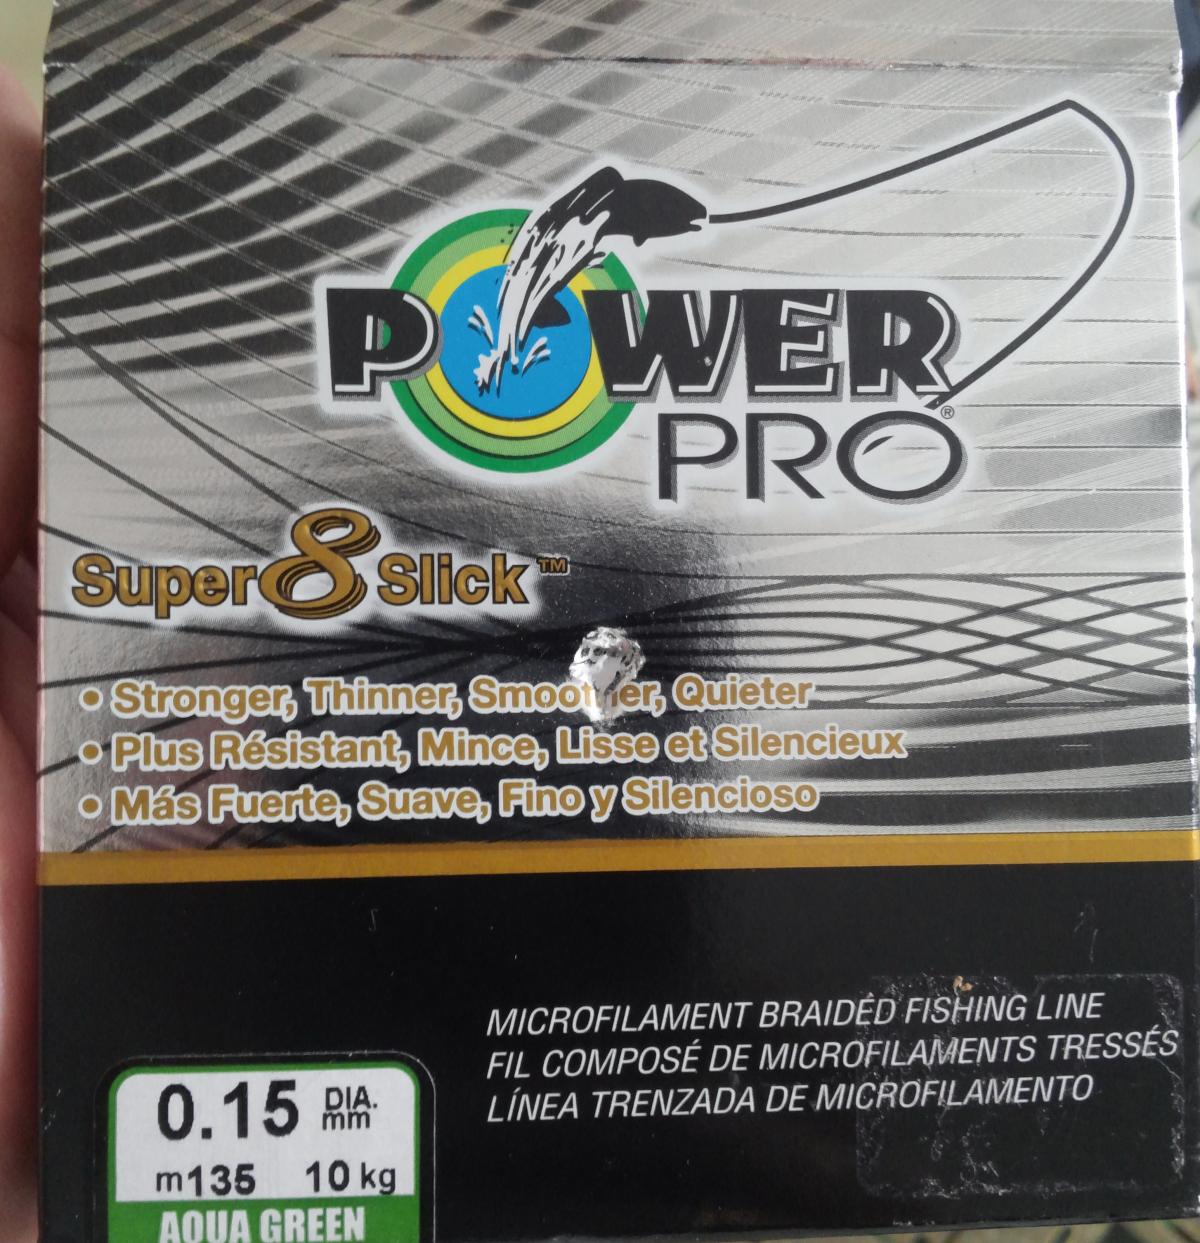 POWER
PRO®
Super 8 Slick™
• Stronger, Thinner, Smoother, Quieter
• Plus Résistant, Mince, Lisse et Silencieux
• Más Fuerte, Suave, Fino y Silencioso
MICROFILAMENT BRAIDED FISHING LINE
FIL COMPOSÉ DE MICROFILAMENTS TRESSÉS
LÍNEA TRENZADA DE MICROFILAMENTO
0.15 DIA. mm
m135 10 kg
AQUA GREEN